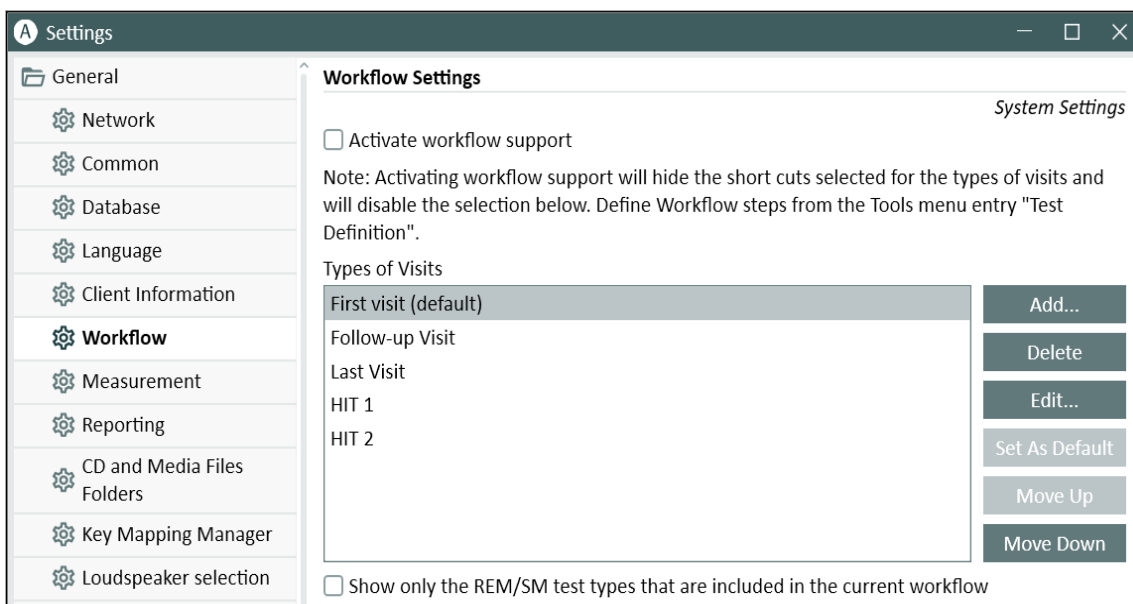 A Settings
General
Network
Common
Database
Language
Client Information
Workflow
Measurement
Reporting
CD and Media Files
Folders
Key Mapping Manager
Loudspeaker selection
Workflow Settings
System Settings
Activate workflow support
Note: Activating workflow support will hide the short cuts selected for the types of visits and
will disable the selection below. Define Workflow steps from the Tools menu entry "Test
Definition".
Types of Visits
First visit (default)
Follow-up Visit
Last Visit
HIT 1
HIT 2
Add...
Delete
Edit...
Set As Default
Move Up
Move Down
Show only the REM/SM test types that are included in the current workflow